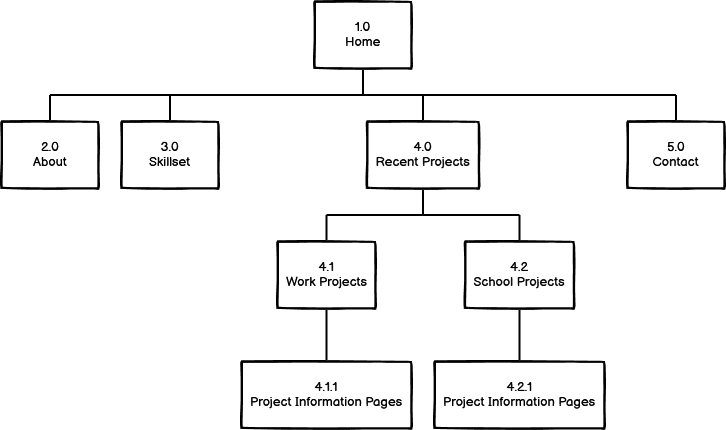 1.0
Home
2.0
About
3.0
Skillset
4.0
Recent Projects
5.0
Contact
4.1
Work Projects
4.2
School Projects
4.1.1
Project Information Pages
4.2.1
Project Information Pages